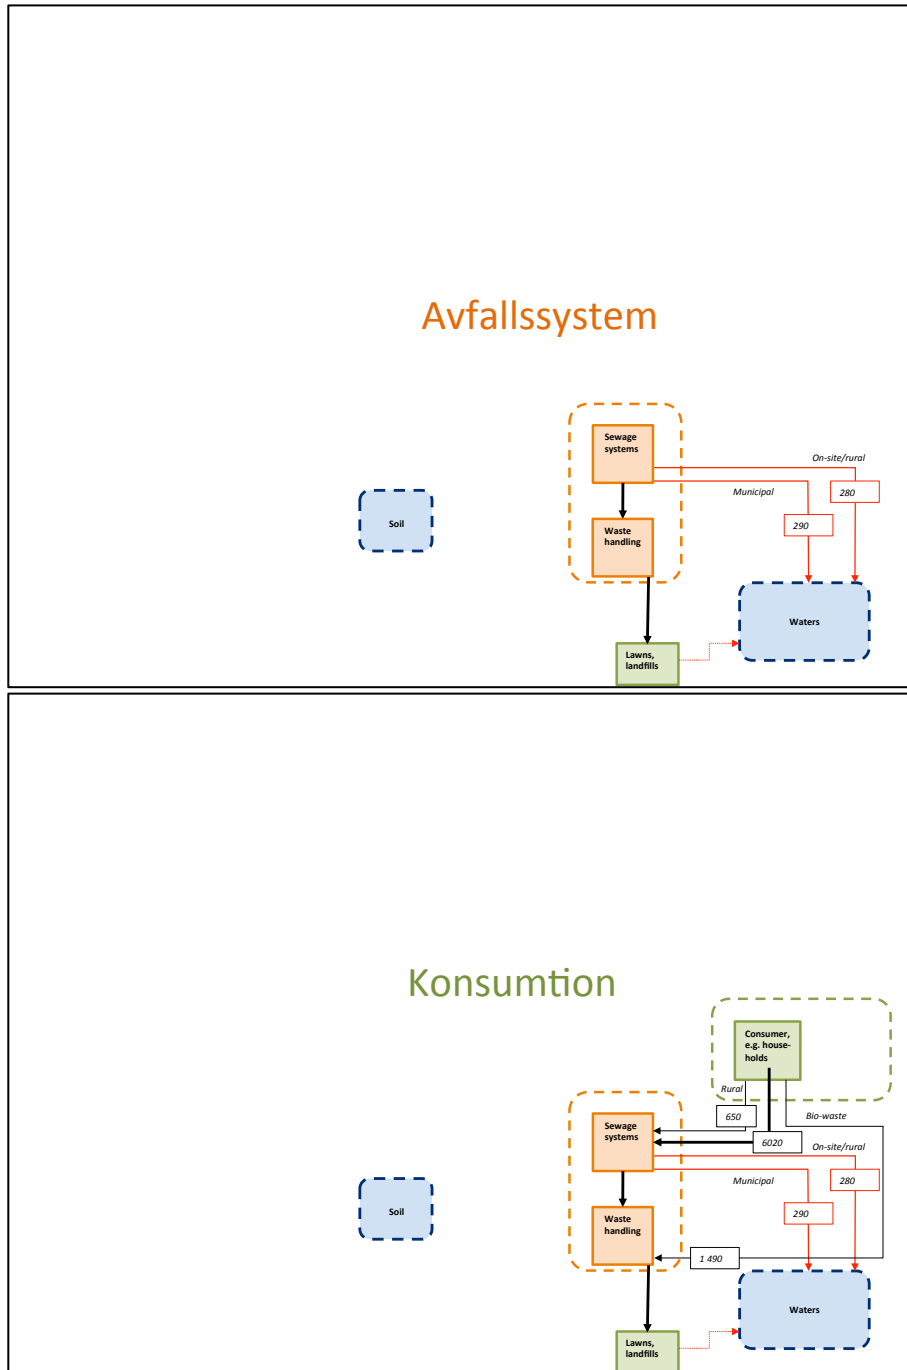 Avfallssystem
Sewage
systems
On-site/rural
Municipal
280
290
Soil
Waste
handling
Waters
Lawns,
landfills
Konsumtion
Consumer,
e.g. house-
holds
Rural
650
Bio-waste
Sewage
systems
6020
On-site/rural
Municipal
280
290
Soil
Waste
handling
1 490
Waters
Lawns,
landfills